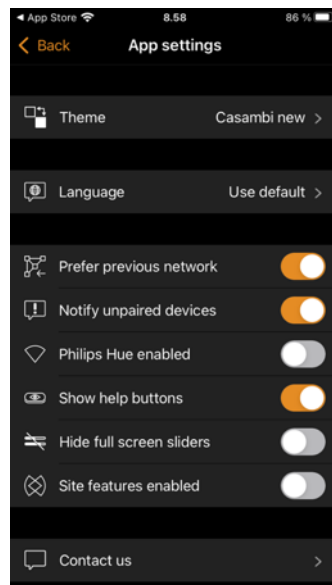 App Store 8.58 86 %
Back App settings
Theme Casambi new
Language Use default
Prefer previous network
Notify unpaired devices
Philips Hue enabled
Show help buttons
Hide full screen sliders
Site features enabled
Contact us